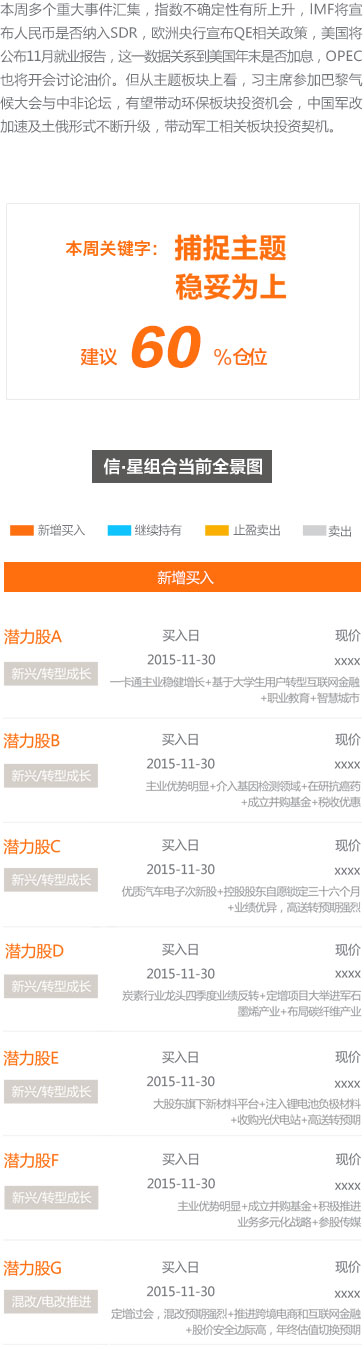 本周多个重大事件汇集，指数不确定性有所上升，IMF将宣
布人民币是否纳入SDR，欧洲央行宣布QE相关政策，美国将
公布11月就业报告，这一数据关系到美国年末是否加息，OPEC
也将开会讨论油价。但从主题板块上看，习主席参加巴黎气
候大会与中非论坛，有望带动环保板块投资机会，中国军改
加速及土俄形式不断升级，带动军工相关板块投资契机。
本周关键字：捕捉主题
稳妥为上
建议 60 %仓位
信·星组合当前全景图
新增买入 继续持有 止盈卖出 卖出
新增买入
潜力股A 买入日 现价
新兴/转型成长 2015-11-30 xxxx
一卡通主业稳健增长+基于大学生用户转型互联网金融
+职业教育+智慧城市
潜力股B 买入日 现价
新兴/转型成长 2015-11-30 xxxx
主业优势明显+介入基因检测领域+在研抗癌药
+成立并购基金+税收优惠
潜力股C 买入日 现价
新兴/转型成长 2015-11-30 xxxx
优质汽车电子次新股+控股股东自愿锁定三十六个月
+业绩优异，高送转预期强烈
潜力股D 买入日 现价
新兴/转型成长 2015-11-30 xxxx
炭素行业龙头四季度业绩反转+定增项目大举进军石
墨烯产业+布局碳纤维产业
潜力股E 买入日 现价
新兴/转型成长 2015-11-30 xxxx
大股东旗下新材料平台+注入锂电池负极材料
+收购光伏电站+高送转预期
潜力股F 买入日 现价
新兴/转型成长 2015-11-30 xxxx
主业优势明显+成立并购基金+积极推进
业务多元化战略+参股传媒
潜力股G 买入日 现价
混改/电改推进 2015-11-30 xxxx
定增过会，混改预期强烈+推进跨境电商和互联网金融
+股价安全边际高，年终估值切换预期